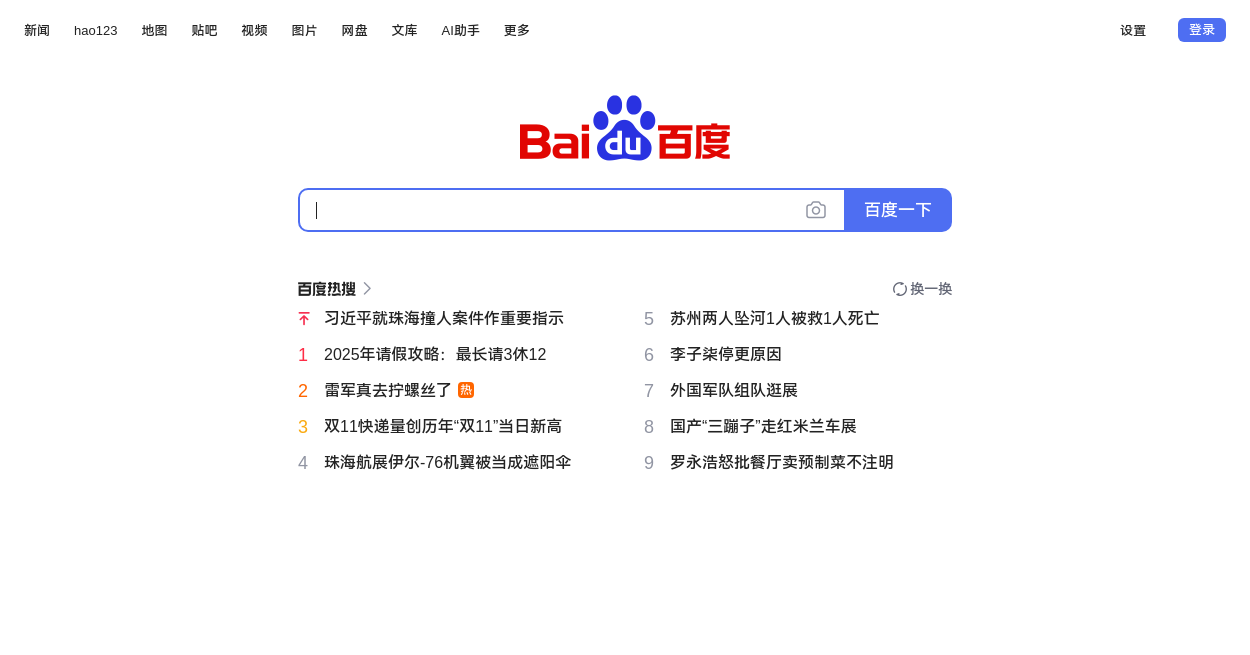 新闻 hao123 地图 贴吧 视频 图片 网盘 文库 AI助手 更多 设置 登录
Bai du 百度
百度一下
百度热搜 换一换
习近平就珠海撞人案件作重要指示
1 2025年请假攻略：最长请3休12
2 雷军真去拧螺丝了 热
3 双11快递量创历年“双11”当日新高
4 珠海航展伊尔-76机翼被当成遮阳伞
5 苏州两人坠河1人被救1人死亡
6 李子柒停更原因
7 外国军队组队逛展
8 国产“三蹦子”走红米兰车展
9 罗永浩怒批餐厅卖预制菜不注明